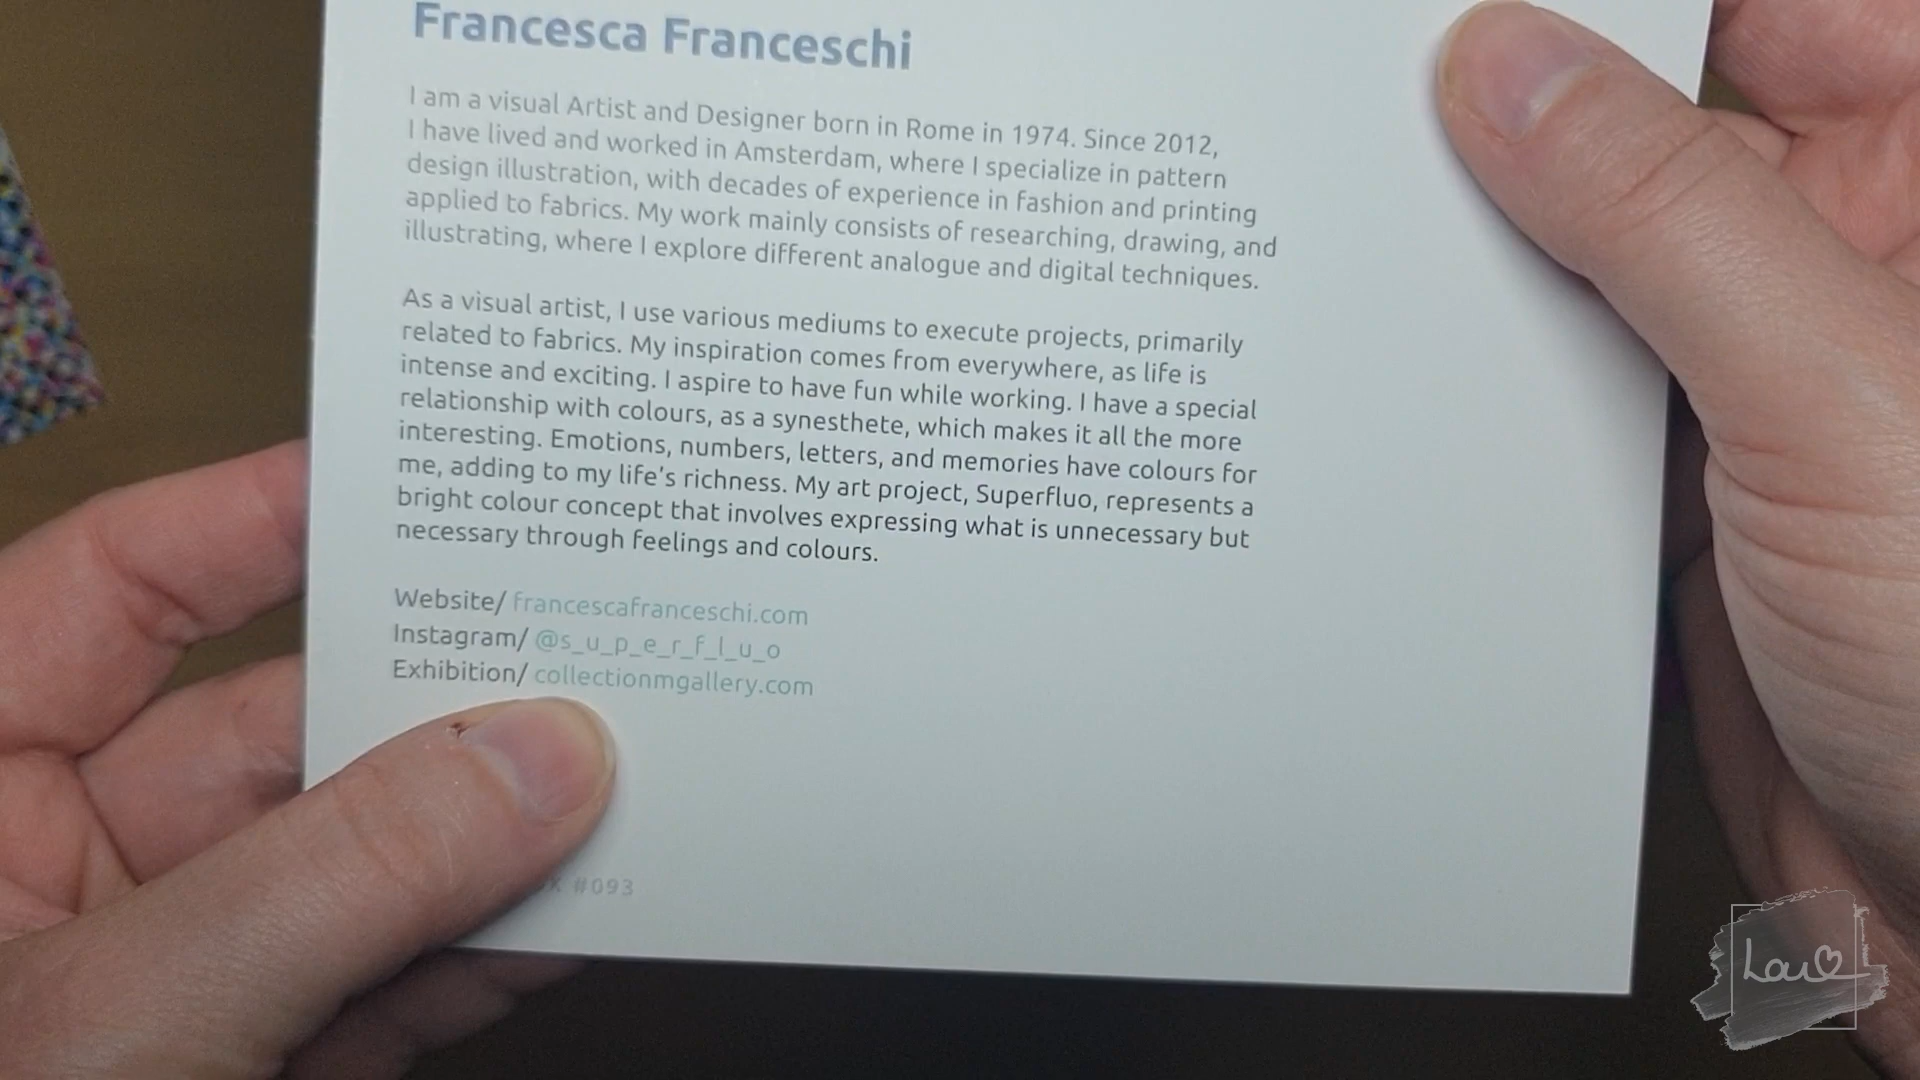 Francesca Franceschi
I am a visual Artist and Designer born in Rome in 1974. Since 2012,
I have lived and worked in Amsterdam, where I specialize in pattern
design illustration, with decades of experience in fashion and printing
applied to fabrics. My work mainly consists of researching, drawing, and
illustrating, where I explore different analogue and digital techniques.
As a visual artist, I use various mediums to execute projects, primarily
related to fabrics. My inspiration comes from everywhere, as life is
intense and exciting. I aspire to have fun while working. I have a special
relationship with colours, as a synesthete, which makes it all the more
interesting. Emotions, numbers, letters, and memories have colours for
me, adding to my life's richness. My art project, Superfluo, represents a
bright colour concept that involves expressing what is unnecessary but
necessary through feelings and colours.
Website/ francescafranceschi.com
Instagram/ @s_u_p_e_r_f_l_u_o
Exhibition/ collectionmgallery.com
#093